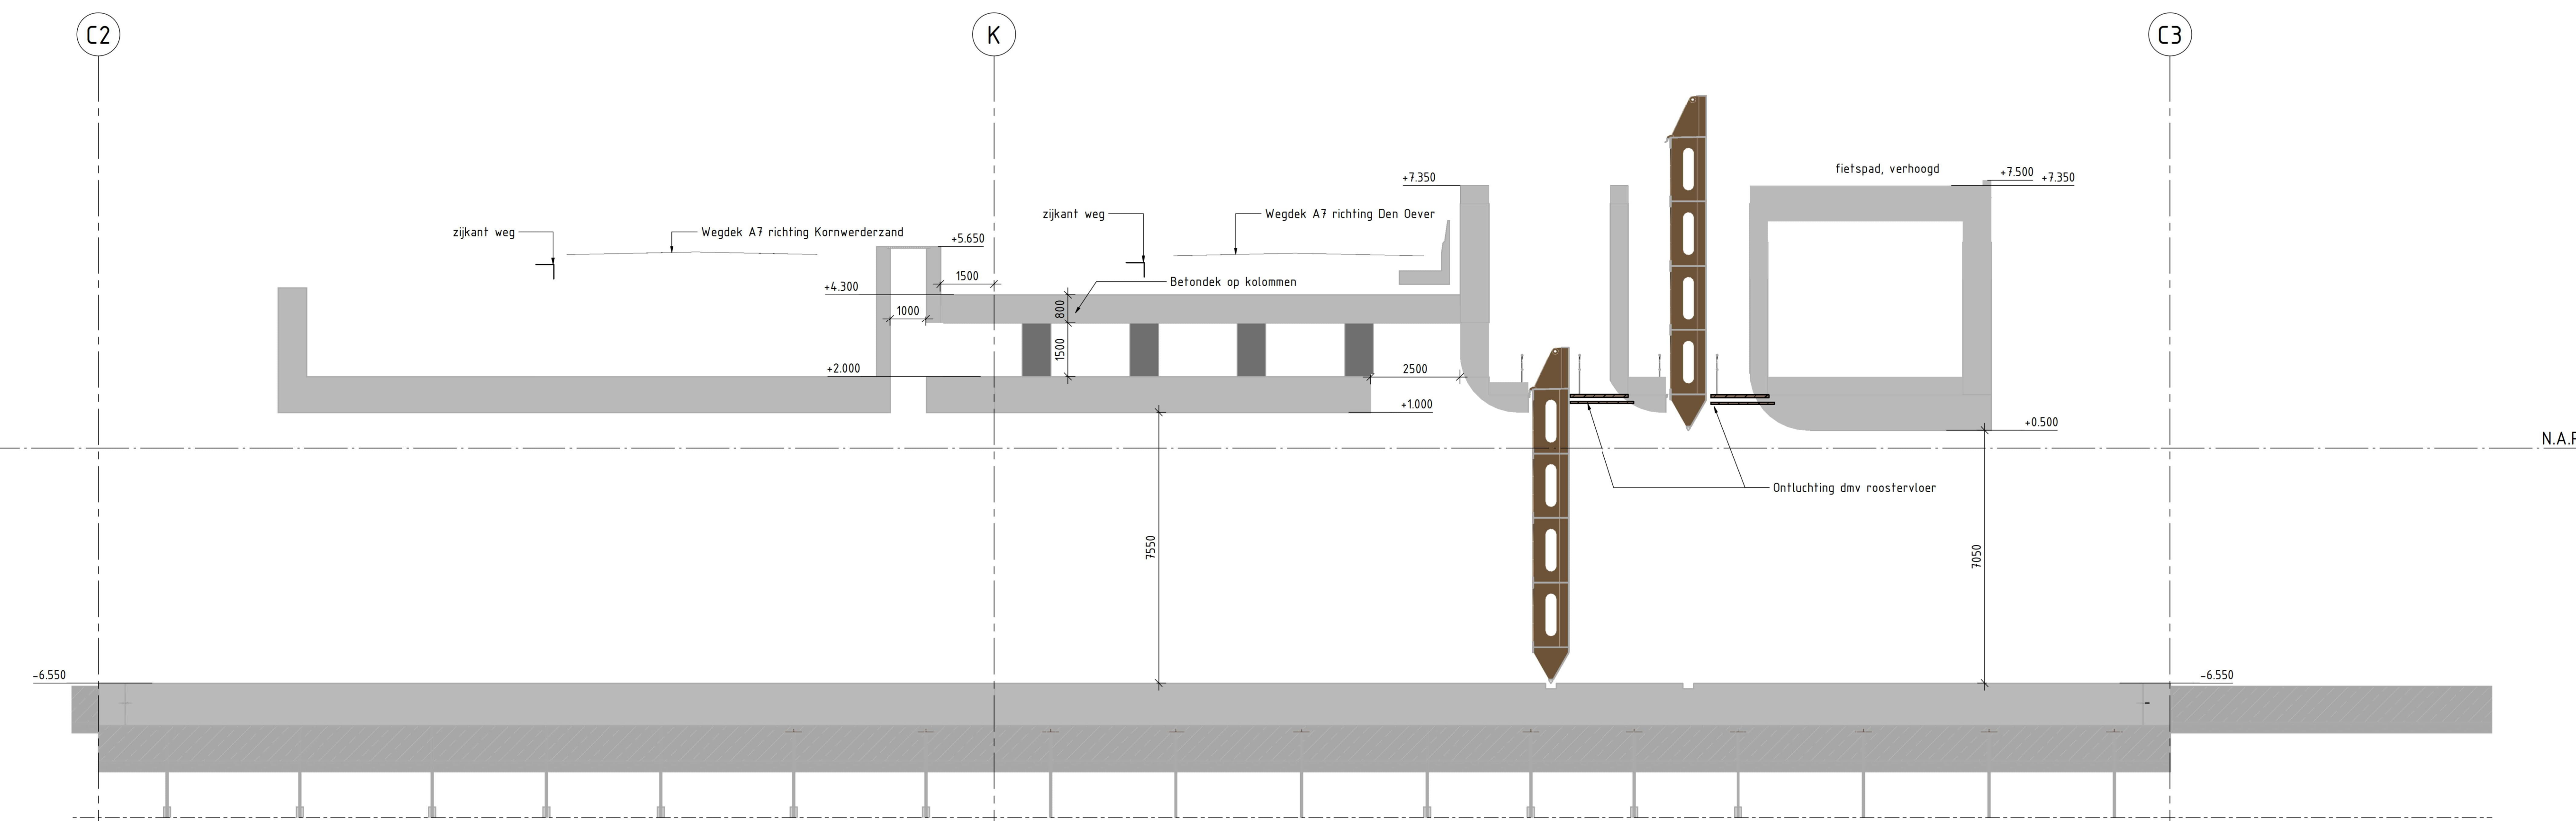 C2
K
C3
fietspad, verhoogd
+7.500
+7.350
+7.350
zijkant weg
Wegdek A7 richting Den Oever
zijkant weg
Wegdek A7 richting Kornwerderzand
+5.650
1500
Betondek op kolommen
+4.300
800
1000
1500
+2.000
2500
+1.000
+0.500
N.A.P
Ontluchting dmv roostervloer
7550
7050
-6.550
-6.550